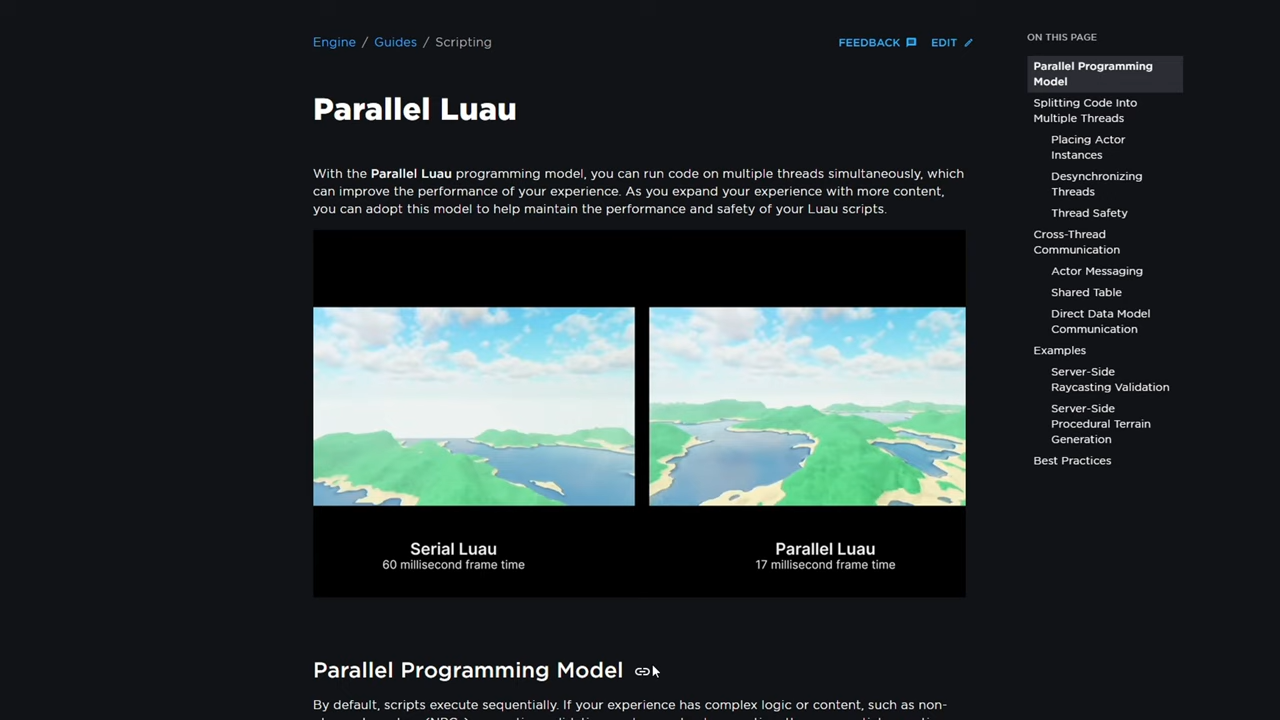 Engine / Guides / Scripting
FEEDBACK
EDIT
Parallel Luau
With the Parallel Luau programming model, you can run code on multiple threads simultaneously, which
can improve the performance of your experience. As you expand your experience with more content,
you can adopt this model to help maintain the performance and safety of your Luau scripts.
Serial Luau
60 millisecond frame time
Parallel Luau
17 millisecond frame time
Parallel Programming Model
By default, scripts execute sequentially. If your experience has complex logic or content, such as non-
ON THIS PAGE
Parallel Programming
Model
Splitting Code Into
Multiple Threads
Placing Actor
Instances
Desynchronizing
Threads
Thread Safety
Cross-Thread
Communication
Actor Messaging
Shared Table
Direct Data Model
Communication
Examples
Server-Side
Raycasting Validation
Server-Side
Procedural Terrain
Generation
Best Practices